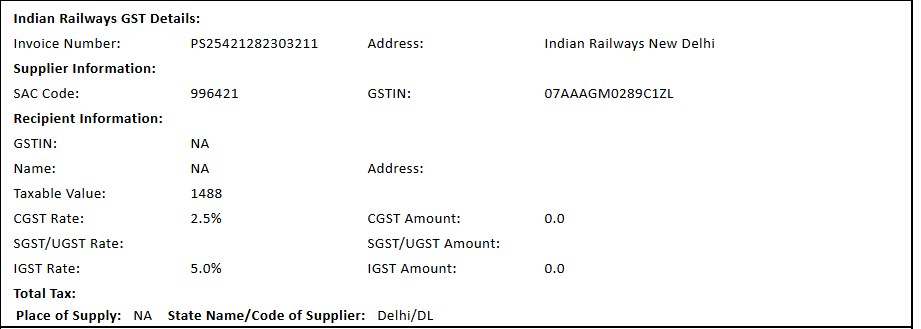 Indian Railways GST Details:
Invoice Number: PS25421282303211 Address: Indian Railways New Delhi
Supplier Information:
SAC Code: 996421 GSTIN: 07AAAGM0289C1ZL
Recipient Information:
GSTIN: NA
Name: NA Address:
Taxable Value: 1488
CGST Rate: 2.5% CGST Amount: 0.0
SGST/UGST Rate: SGST/UGST Amount:
IGST Rate: 5.0% IGST Amount: 0.0
Total Tax:
Place of Supply: NA State Name/Code of Supplier: Delhi/DL